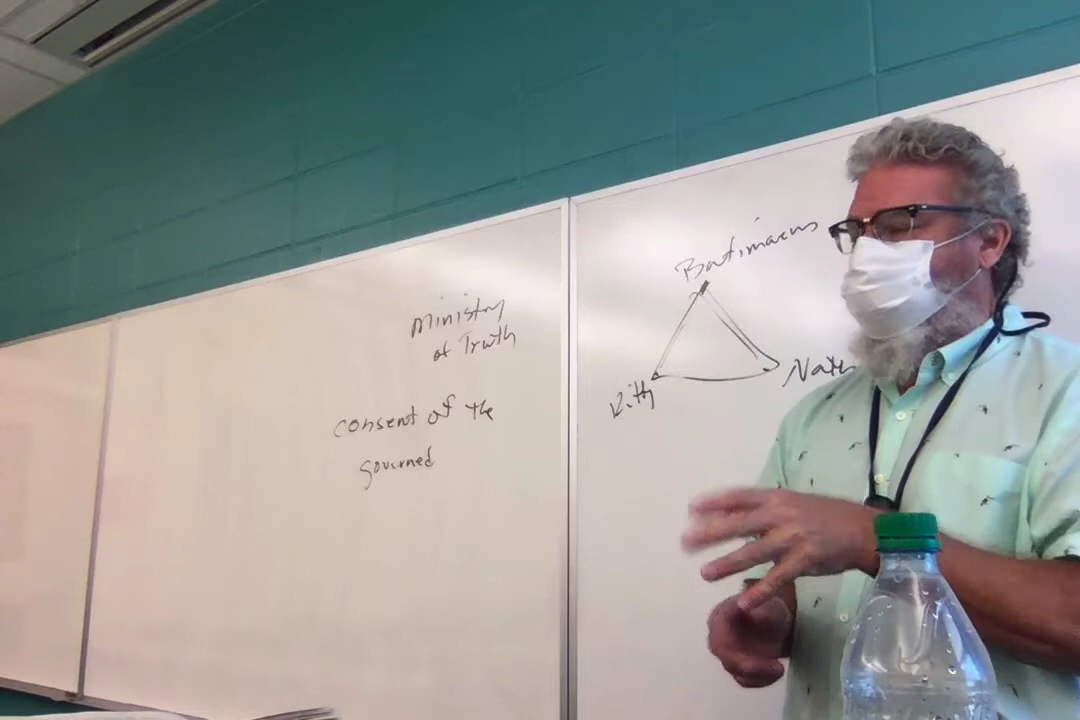 Ministry
of Truth
consent of the
governed
Bartimaeus
Kitty
Nath